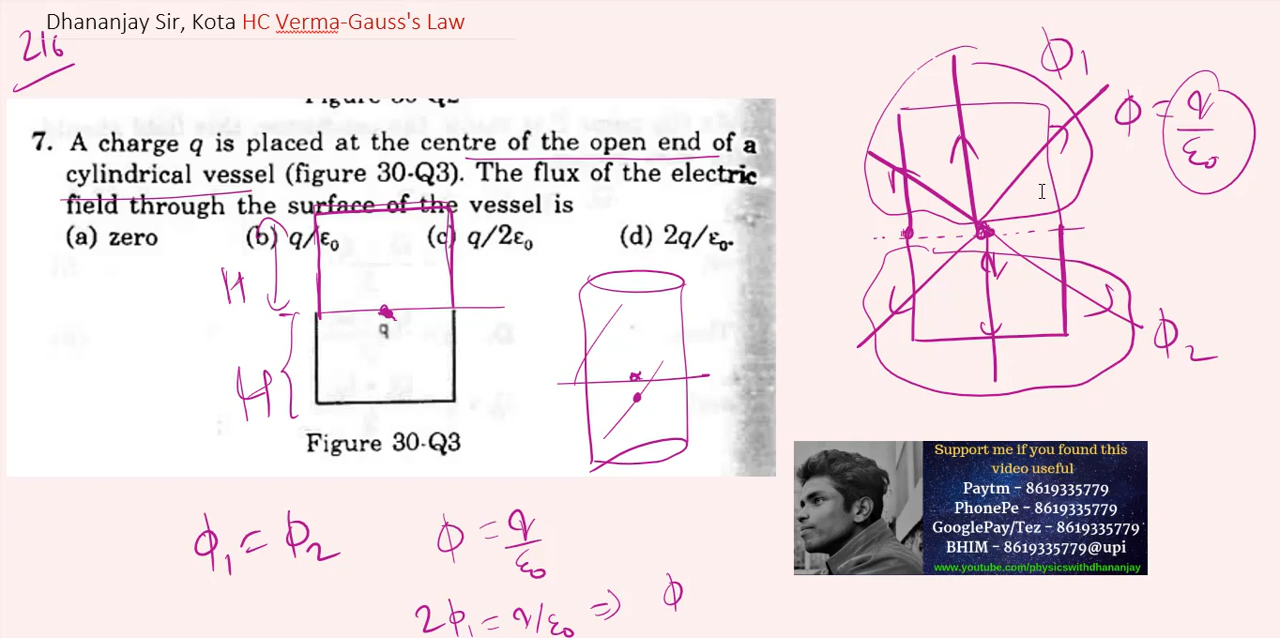 Dhananjay Sir, Kota HC Verma-Gauss's Law
216
7. A charge q is placed at the centre of the open end of a
cylindrical vessel (figure 30-Q3). The flux of the electric
field through the surface of the vessel is
(a) zero (b) q/ε₀ (c) q/2ε₀ (d) 2q/ε₀.
H
q
H
Figure 30-Q3
ϕ₁
ϕ = q/ε₀
q
ϕ₂
ϕ₁ = ϕ₂
ϕ = q/ε₀
2ϕ₁ = q/ε₀ ⇒ ϕ
Support me if you found this
video useful
Paytm - 8619335779
PhonePe - 8619335779
GooglePay/Tez - 8619335779
BHIM - 8619335779@upi
www.youtube.com/physicswithdhananjay